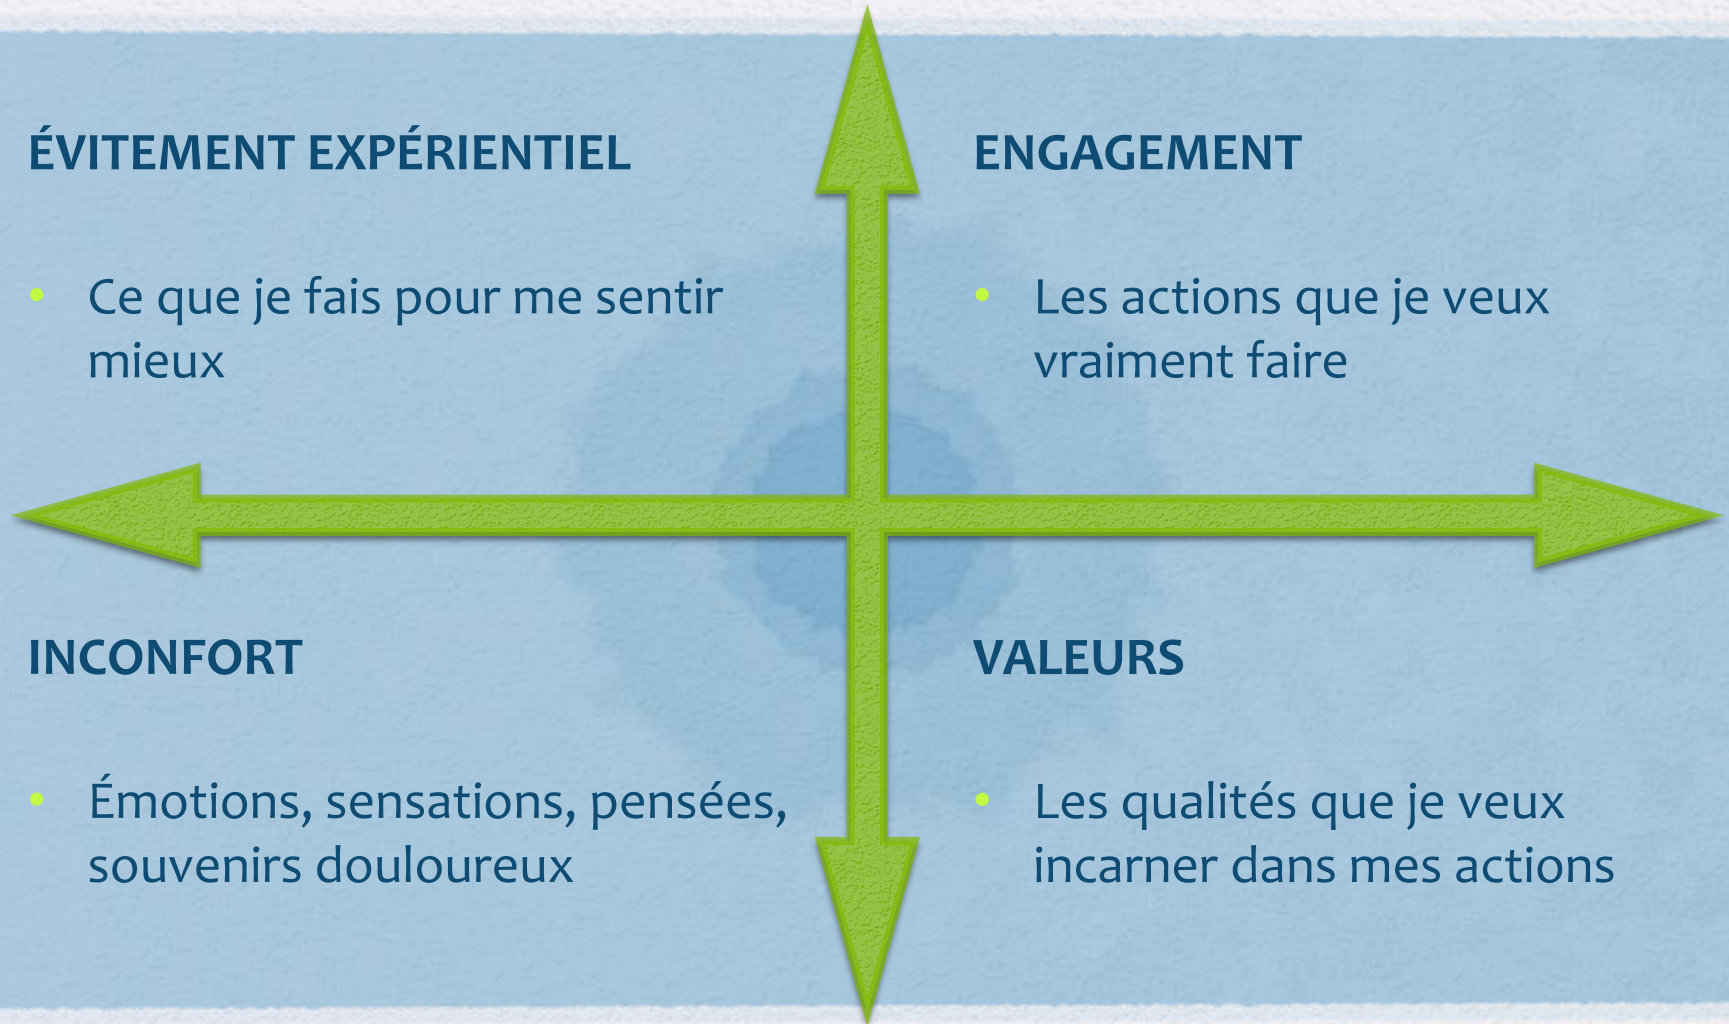 ÉVITEMENT EXPÉRIENTIEL
• Ce que je fais pour me sentir
mieux
ENGAGEMENT
• Les actions que je veux
vraiment faire
INCONFORT
• Émotions, sensations, pensées,
souvenirs douloureux
VALEURS
• Les qualités que je veux
incarner dans mes actions